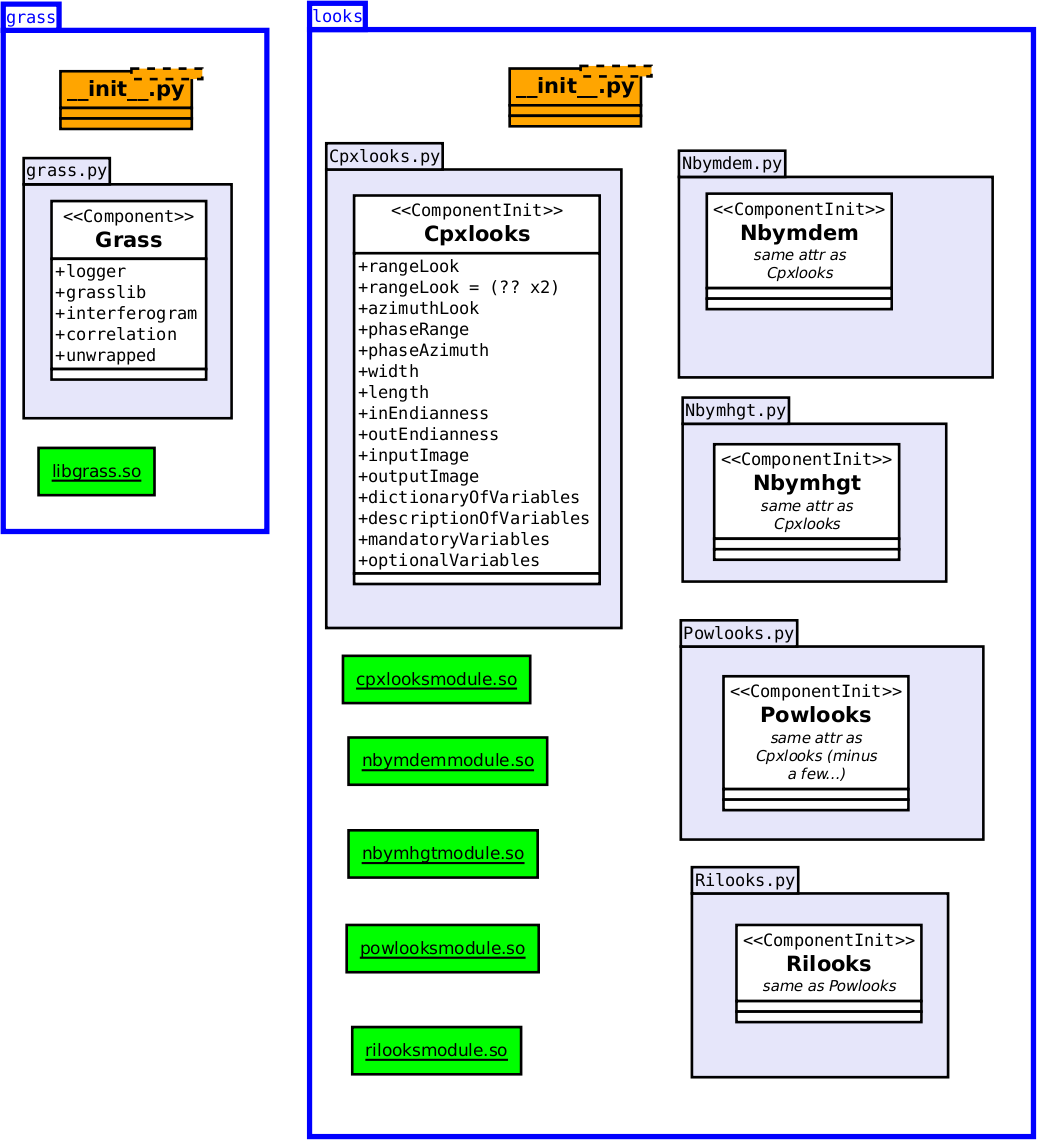 grass
__init__.py
grass.py
<<Component>>
Grass
+logger
+grasslib
+interferogram
+correlation
+unwrapped
libgrass.so
looks
__init__.py
Cpxlooks.py
<<ComponentInit>>
Cpxlooks
+rangeLook
+rangeLook = (?? x2)
+azimuthLook
+phaseRange
+phaseAzimuth
+width
+length
+inEndianness
+outEndianness
+inputImage
+outputImage
+dictionaryOfVariables
+descriptionOfVariables
+mandatoryVariables
+optionalVariables
cpxlooksmodule.so
nbymdemmodule.so
nbymhgtmodule.so
powlooksmodule.so
rilooksmodule.so
Nbymdem.py
<<ComponentInit>>
Nbymdem
same attr as
Cpxlooks
Nbymhgt.py
<<ComponentInit>>
Nbymhgt
same attr as
Cpxlooks
Powlooks.py
<<ComponentInit>>
Powlooks
same attr as
Cpxlooks (minus
a few...)
Rilooks.py
<<ComponentInit>>
Rilooks
same as Powlooks